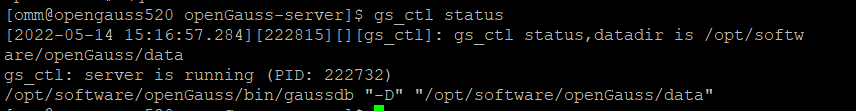 [omm@opengauss520 openGauss-server]$ gs_ctl status
[2022-05-14 15:16:57.284][222815][][gs_ctl]: gs_ctl status,datadir is /opt/softw
are/openGauss/data
gs_ctl: server is running (PID: 222732)
/opt/software/openGauss/bin/gaussdb "-D" "/opt/software/openGauss/data"